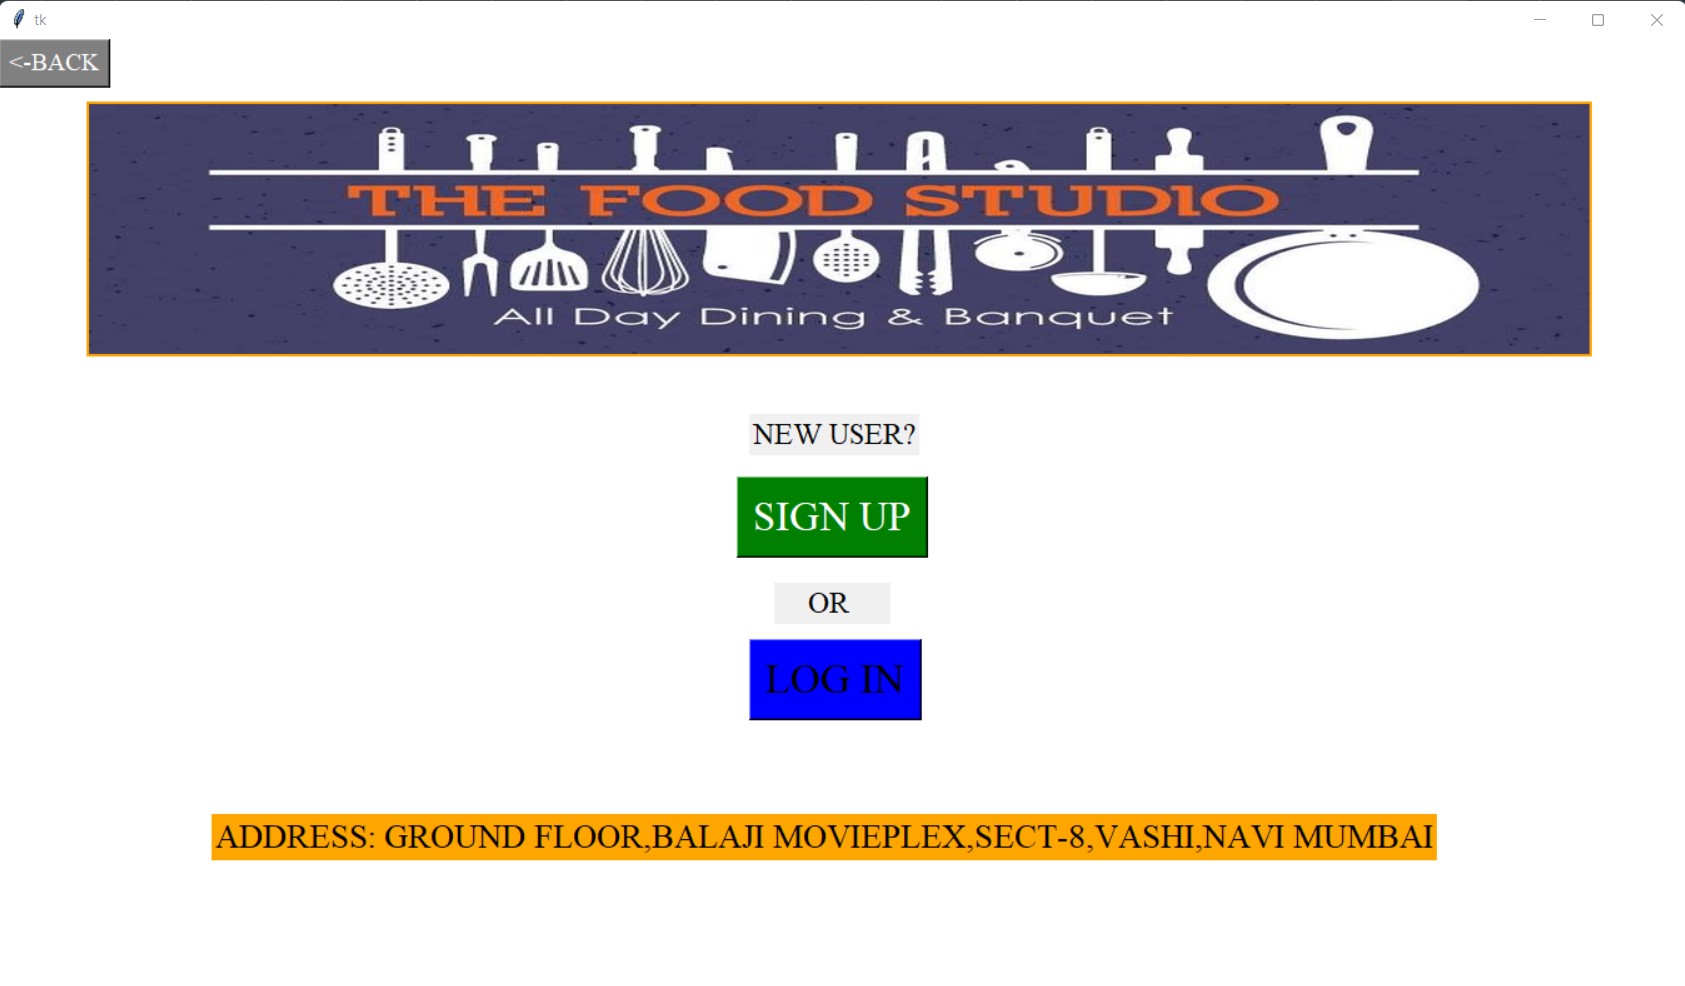 tk
<-BACK
THE FOOD STUDIO
All Day Dining & Banquet
NEW USER?
SIGN UP
OR
LOG IN
ADDRESS: GROUND FLOOR,BALAJI MOVIEPLEX,SECT-8,VASHI,NAVI MUMBAI